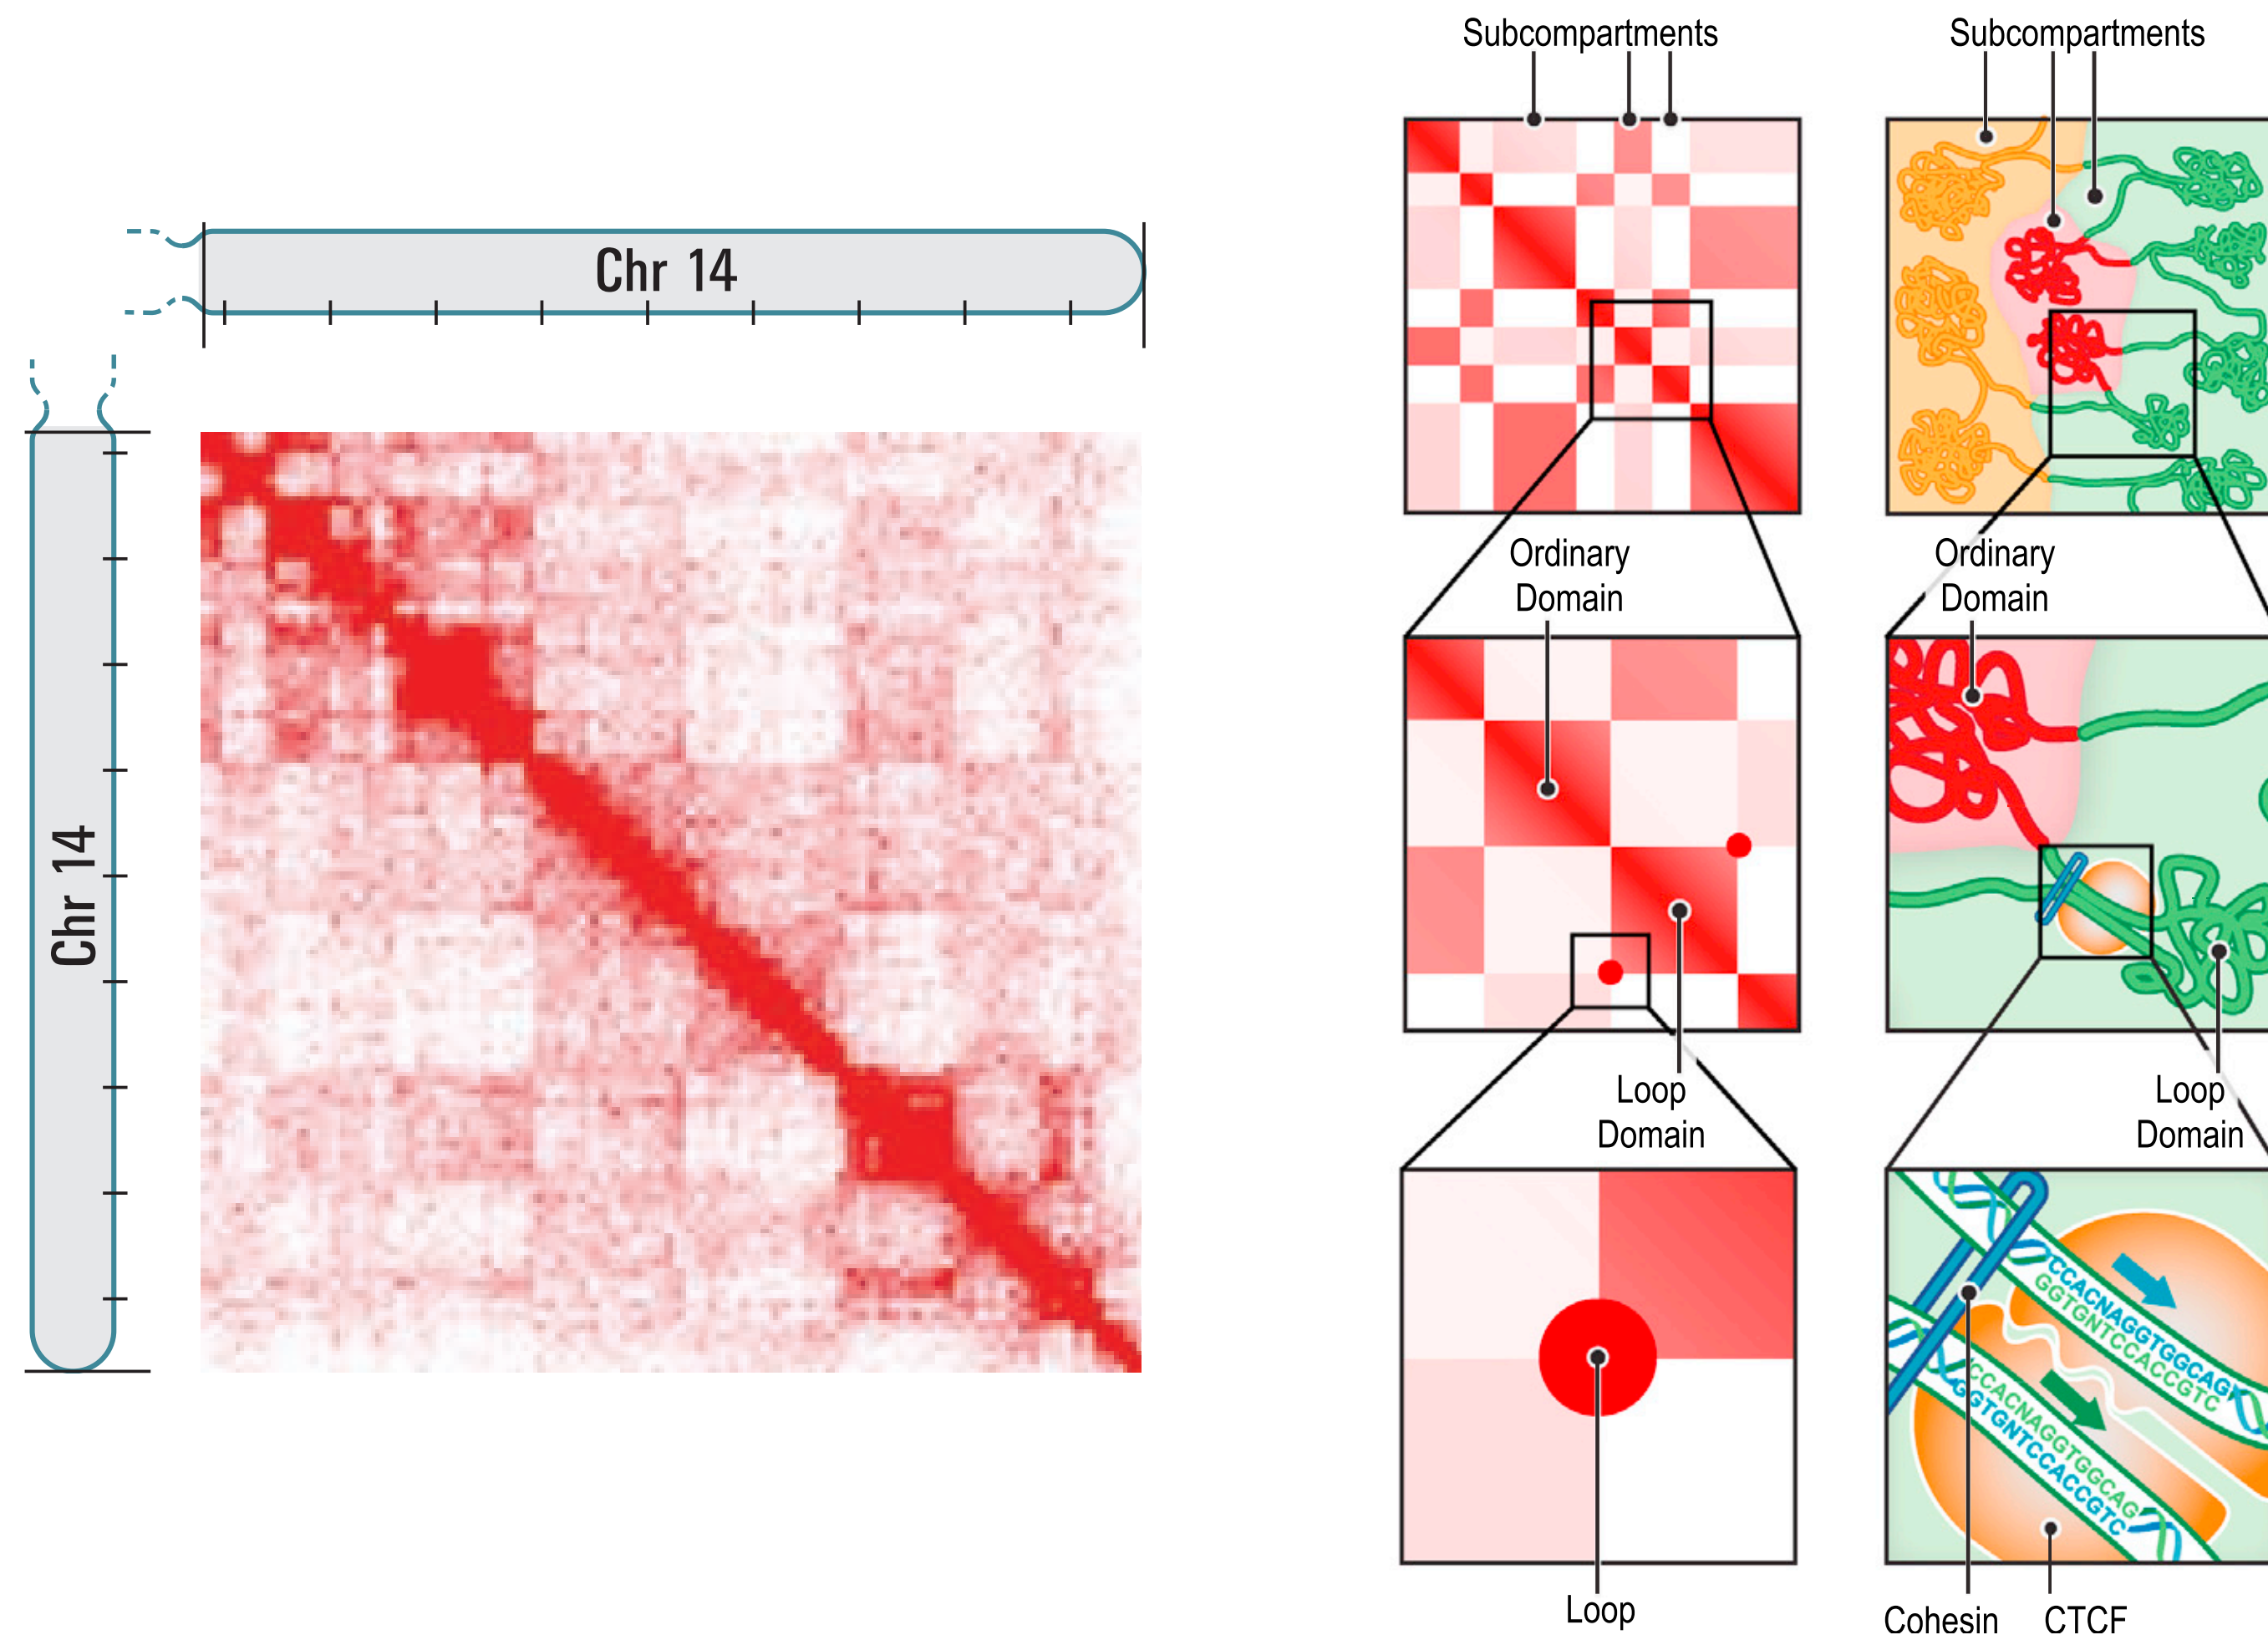 Subcompartments
Subcompartments
Chr 14
Chr 14
Ordinary
Domain
Ordinary
Domain
Loop
Domain
Loop
Domain
CCACNAGGTGGCAG
GGTGNTCCACCGTC
CCACNAGGTGGCAG
GGTGNTCCACCGTC
Loop
Cohesin
CTCF